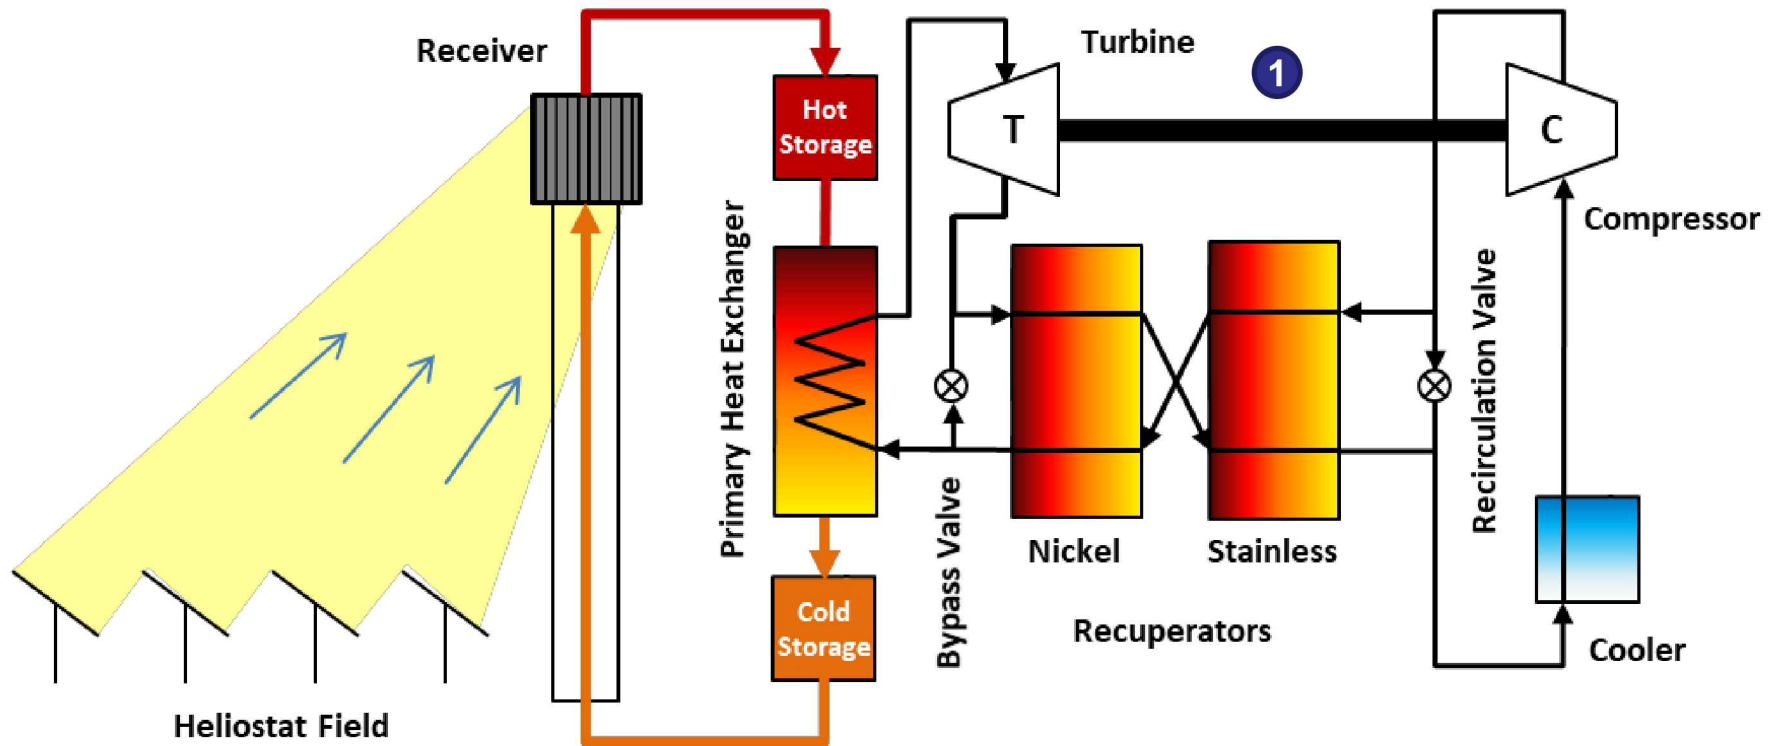 Receiver
Turbine
1
Hot
Storage
T
C
Compressor
Primary Heat Exchanger
Recirculation Valve
Bypass Valve
Nickel
Stainless
Cold
Storage
Recuperators
Cooler
Heliostat Field